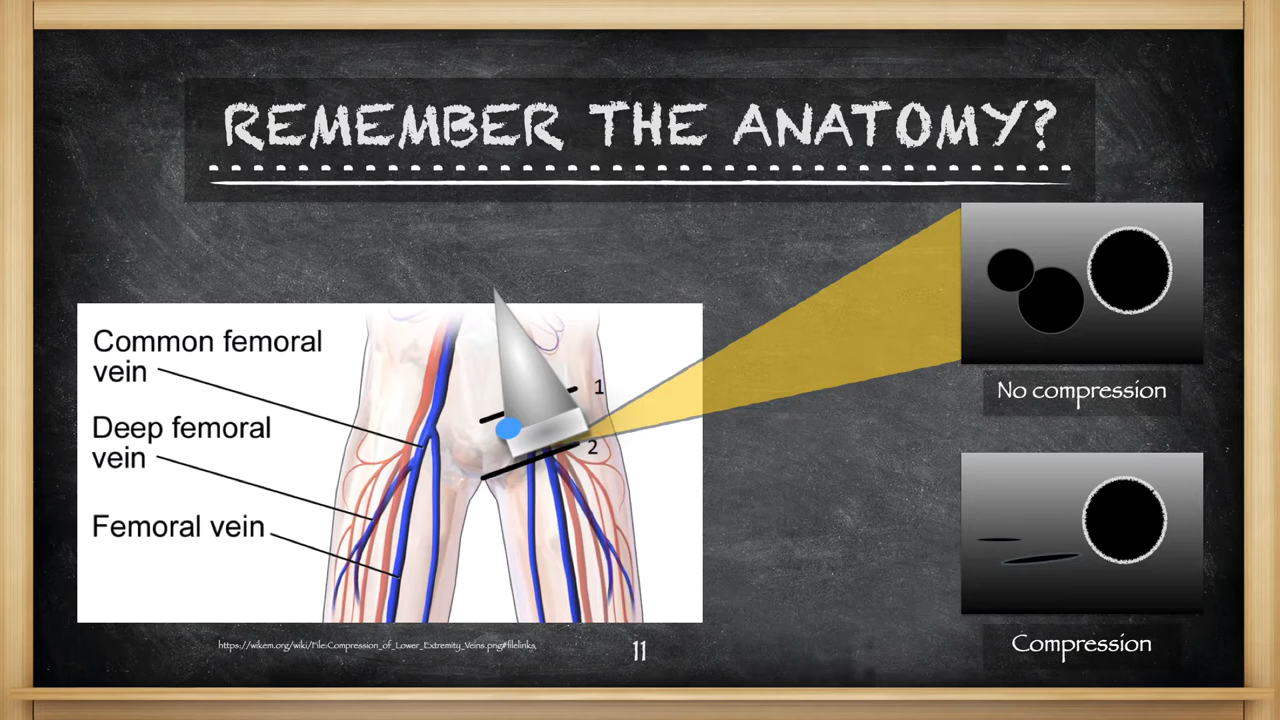 REMEMBER THE ANATOMY?
Common femoral
vein
Deep femoral
vein
Femoral vein
1
2
No compression
Compression
https://wikem.org/wiki/File:Compression_of_Lower_Extremity_Veins.png#filelinks,
11